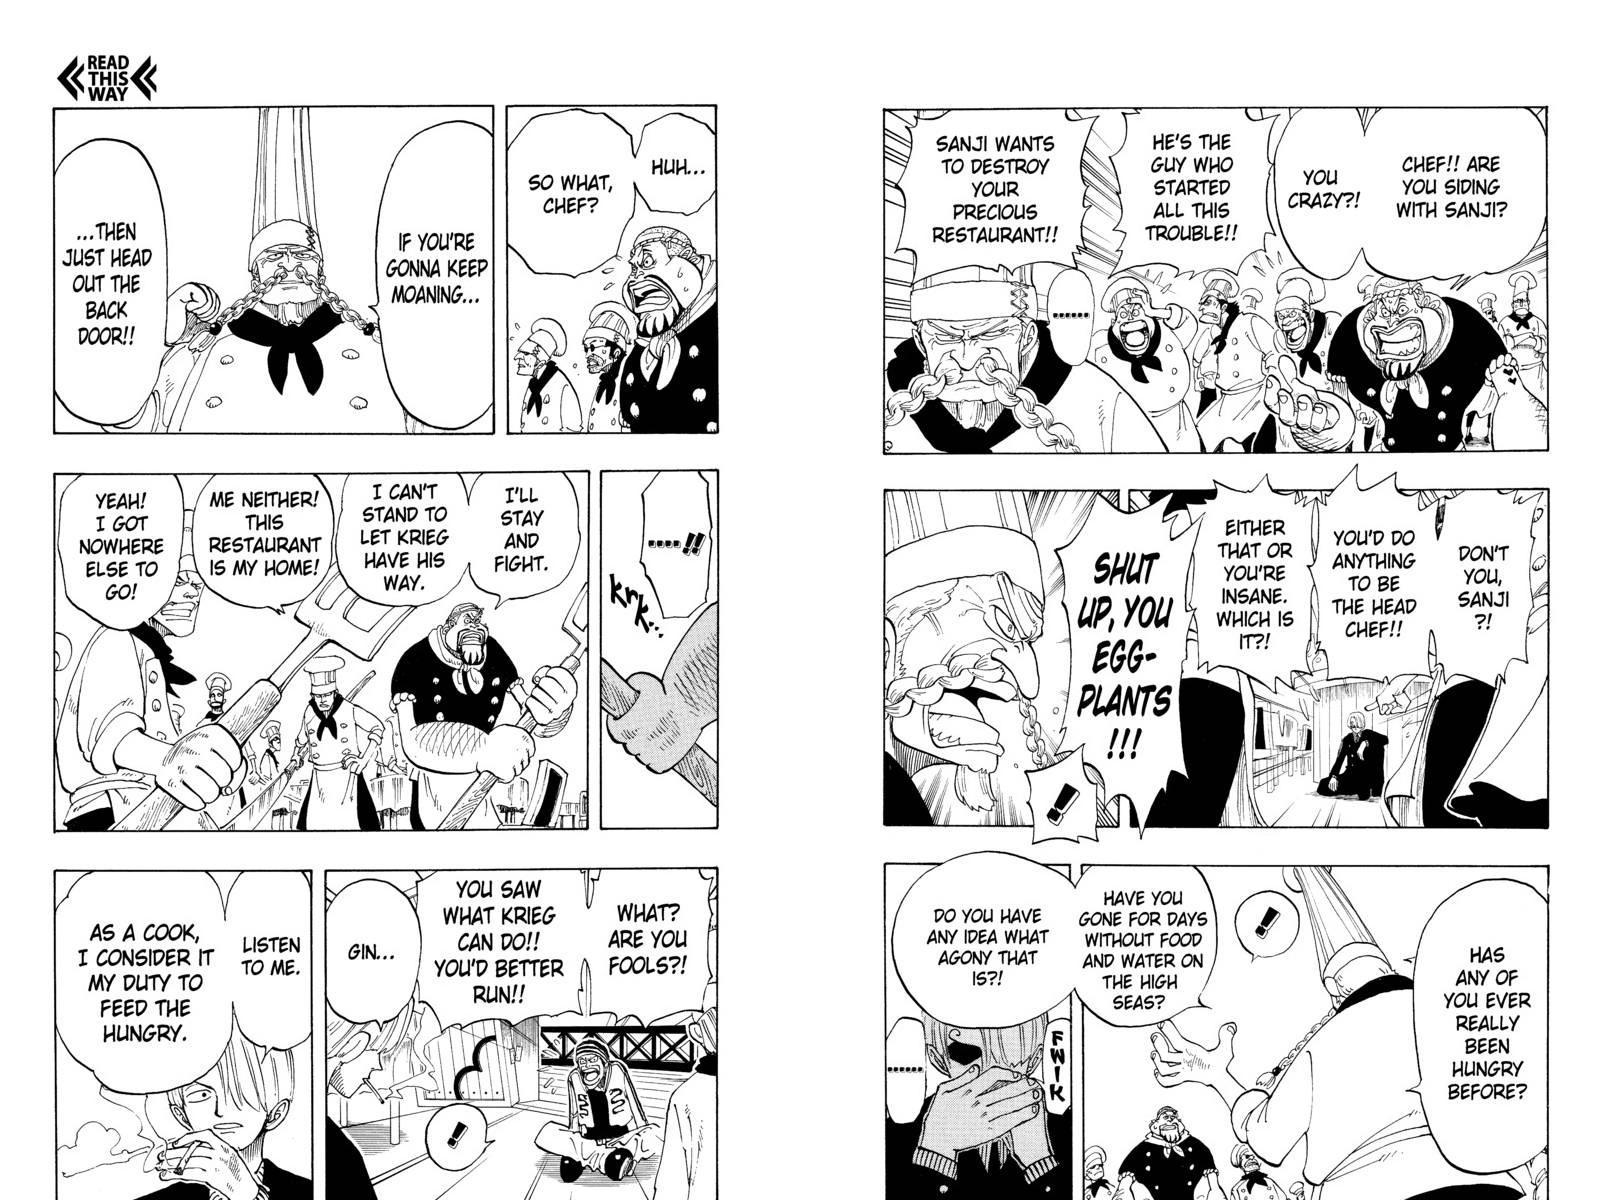 READ
THIS
WAY
CHEF!! ARE
YOU SIDING
WITH SANJI?
YOU
CRAZY?!
HE'S THE
GUY WHO
STARTED
ALL THIS
TROUBLE!!
SANJI WANTS
TO DESTROY
YOUR
PRECIOUS
RESTAURANT!!
......
DON'T
YOU,
SANJI
?!
YOU'D DO
ANYTHING
TO BE
THE HEAD
CHEF!!
EITHER
THAT OR
YOU'RE
INSANE.
WHICH IS
IT?!
SHUT
UP, YOU
EGG-
PLANTS
!!!
!
HAS
ANY OF
YOU EVER
REALLY
BEEN
HUNGRY
BEFORE?
!
HAVE YOU
GONE FOR DAYS
WITHOUT FOOD
AND WATER ON
THE HIGH
SEAS?
DO YOU HAVE
ANY IDEA WHAT
AGONY THAT
IS?!
FWIK
......
HUH...
SO WHAT,
CHEF?
IF YOU'RE
GONNA KEEP
MOANING...
...THEN
JUST HEAD
OUT THE
BACK
DOOR!!
....!!
krk...
I'LL
STAY
AND
FIGHT.
I CAN'T
STAND TO
LET KRIEG
HAVE HIS
WAY.
ME NEITHER!
THIS
RESTAURANT
IS MY HOME!
YEAH!
I GOT
NOWHERE
ELSE TO
GO!
WHAT?
ARE YOU
FOOLS?!
YOU SAW
WHAT KRIEG
CAN DO!!
YOU'D BETTER
RUN!!
GIN...
!
LISTEN
TO ME.
AS A COOK,
I CONSIDER IT
MY DUTY TO
FEED THE
HUNGRY.